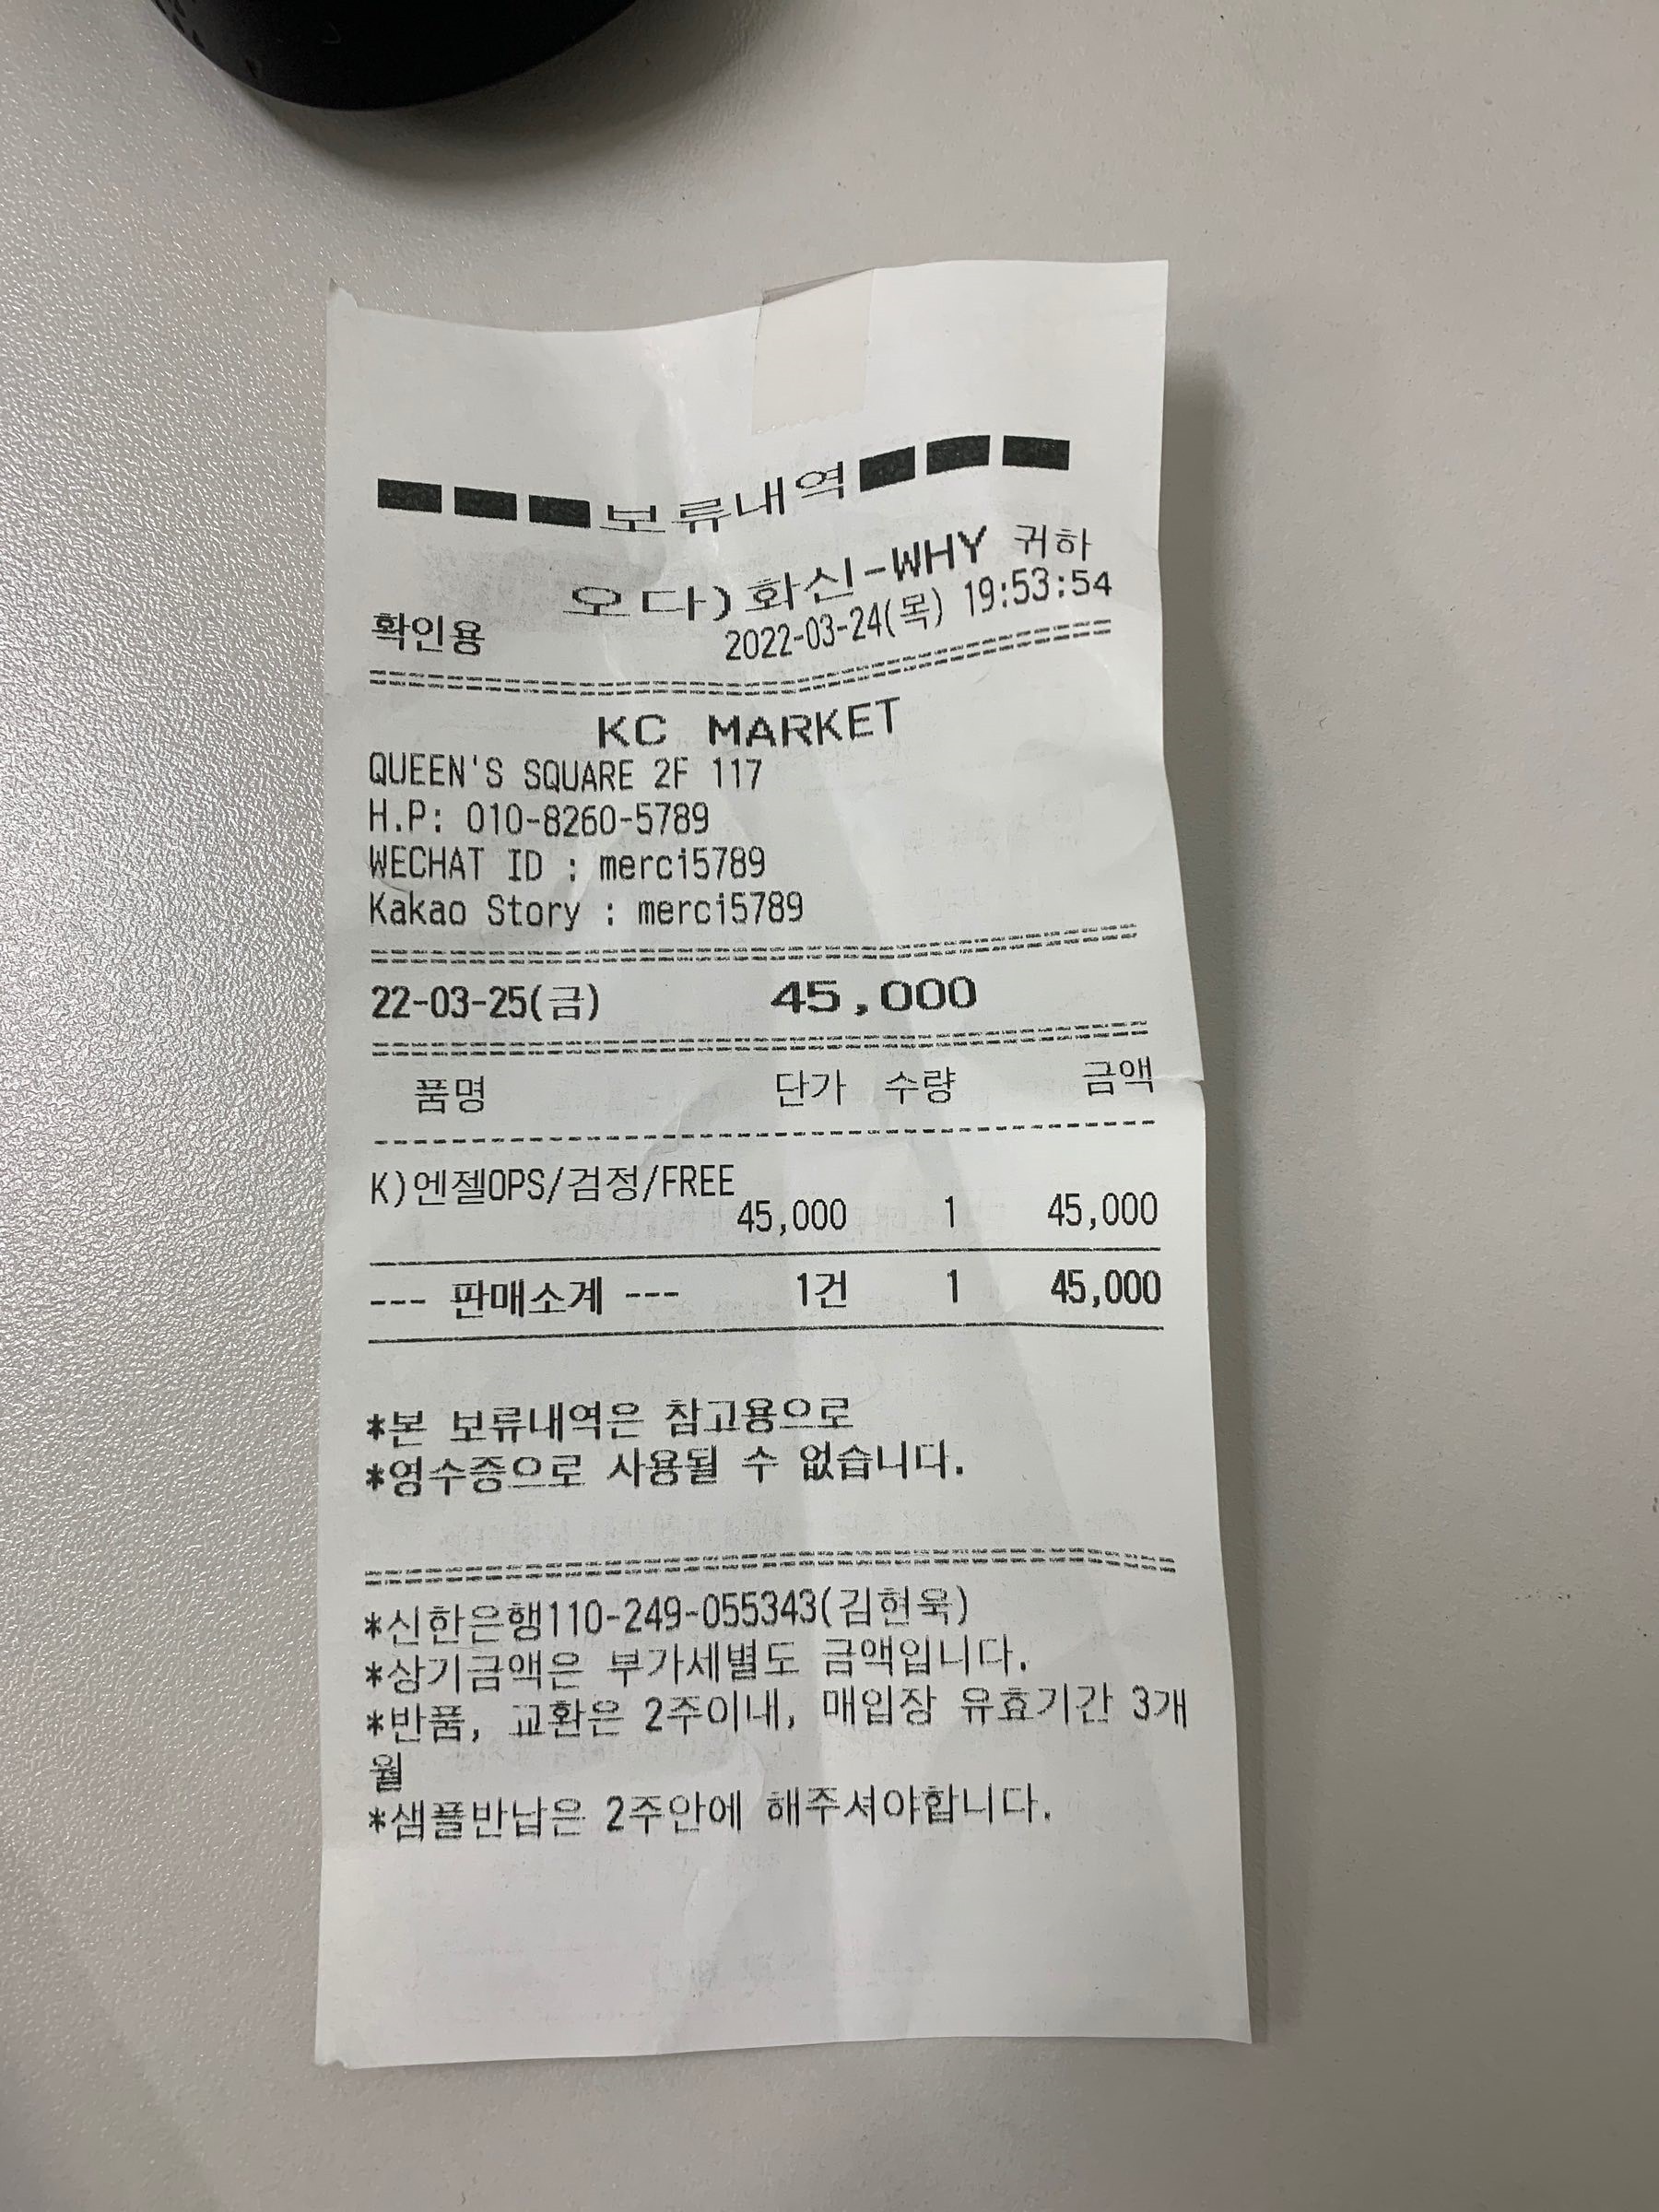 ■■■보류내역■■■
오다)화신-WHY 귀하
확인용 2022-03-24(목) 19:53:54
KC MARKET
QUEEN'S SQUARE 2F 117
H.P: 010-8260-5789
WECHAT ID : merci5789
Kakao Story : merci5789
22-03-25(금) 45,000
품명 단가 수량 금액
K)엔젤OPS/검정/FREE
45,000 1 45,000
--- 판매소계 --- 1건 1 45,000
*본 보류내역은 참고용으로
*영수증으로 사용될 수 없습니다.
*신한은행110-249-055343(김헌욱)
*상기금액은 부가세별도 금액입니다.
*반품, 교환은 2주이내, 매입장 유효기간 3개
월
*샘플반납은 2주안에 해주셔야합니다.